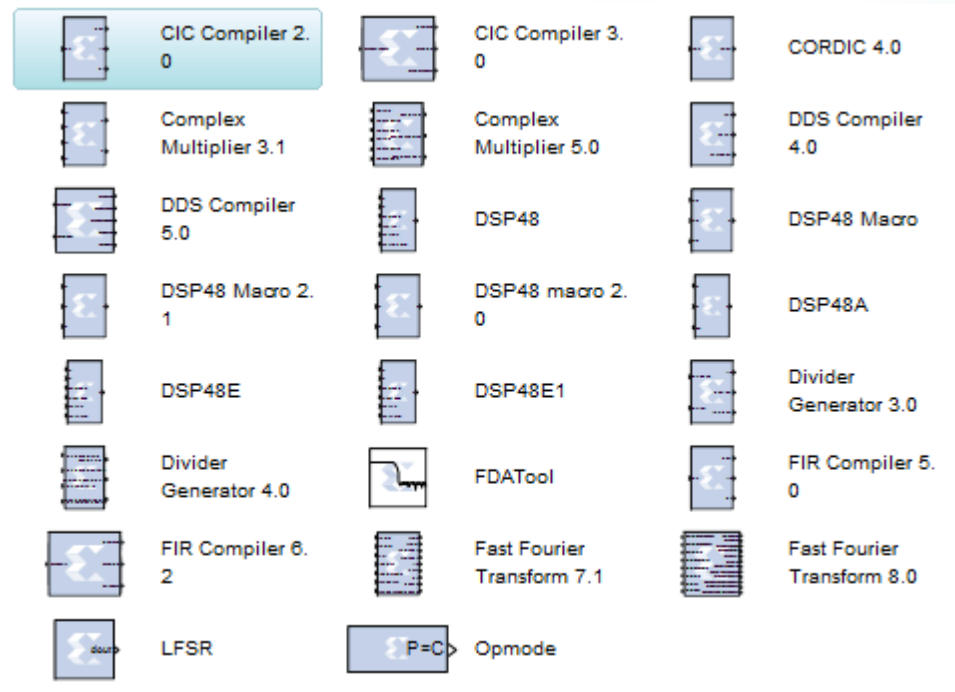 CIC Compiler 2.
0
CIC Compiler 3.
0
CORDIC 4.0
Complex
Multiplier 3.1
Complex
Multiplier 5.0
DDS Compiler
4.0
DDS Compiler
5.0
DSP48
DSP48 Macro
DSP48 Macro 2.
1
DSP48 macro 2.
0
DSP48A
DSP48E
DSP48E1
Divider
Generator 3.0
Divider
Generator 4.0
FDATool
FIR Compiler 5.
0
FIR Compiler 6.
2
Fast Fourier
Transform 7.1
Fast Fourier
Transform 8.0
dout
LFSR
P=C
Opmode